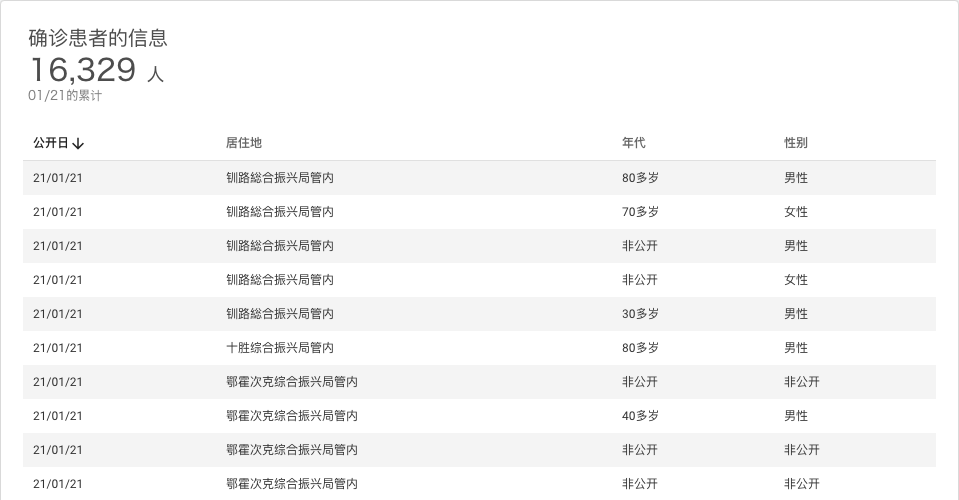 确诊患者的信息
16,329 人
01/21的累计
公开日↓ 居住地 年代 性别
21/01/21 钏路総合振兴局管内 80多岁 男性
21/01/21 钏路総合振兴局管内 70多岁 女性
21/01/21 钏路総合振兴局管内 非公开 男性
21/01/21 钏路総合振兴局管内 非公开 女性
21/01/21 钏路総合振兴局管内 30多岁 男性
21/01/21 十胜综合振兴局管内 80多岁 男性
21/01/21 鄂霍次克综合振兴局管内 非公开 非公开
21/01/21 鄂霍次克综合振兴局管内 40多岁 男性
21/01/21 鄂霍次克综合振兴局管内 非公开 非公开
21/01/21 鄂霍次克综合振兴局管内 非公开 非公开